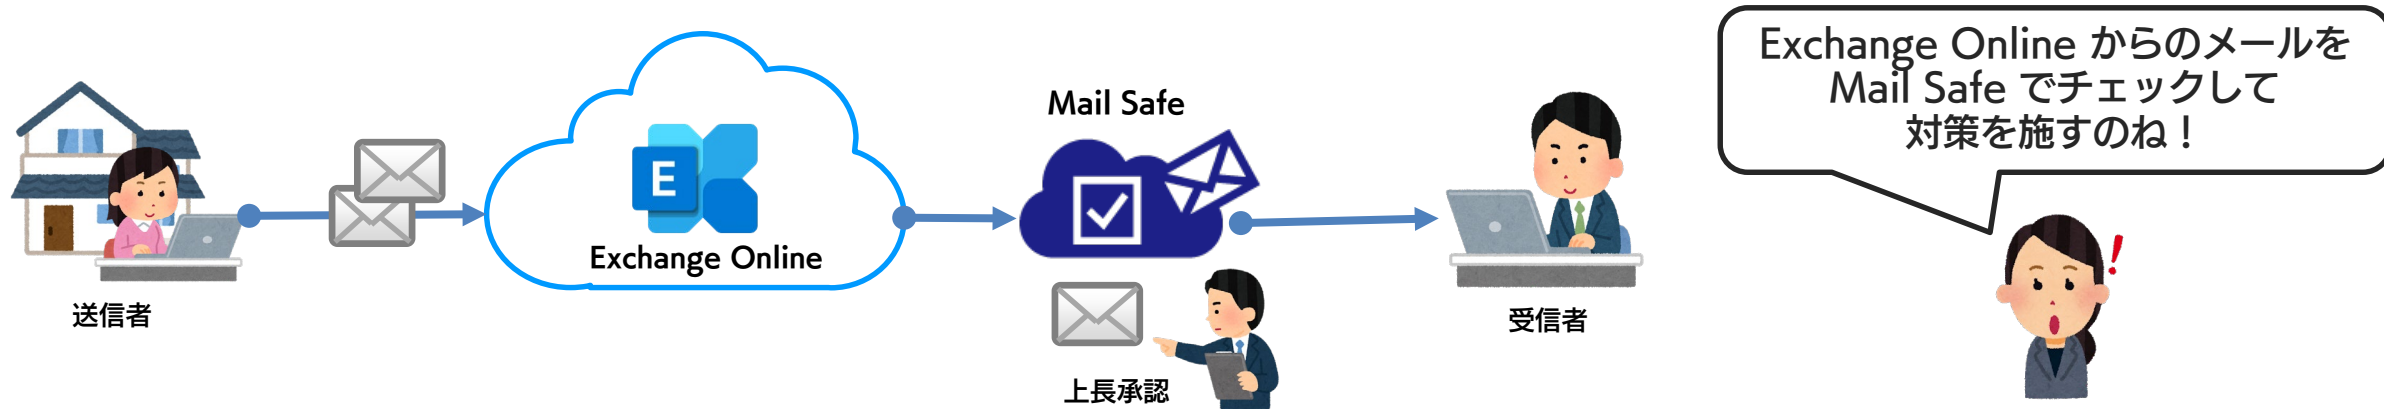 送信者
E
Exchange Online
Mail Safe
上長承認
受信者
Exchange Online からのメールを
Mail Safe でチェックして
対策を施すのね！